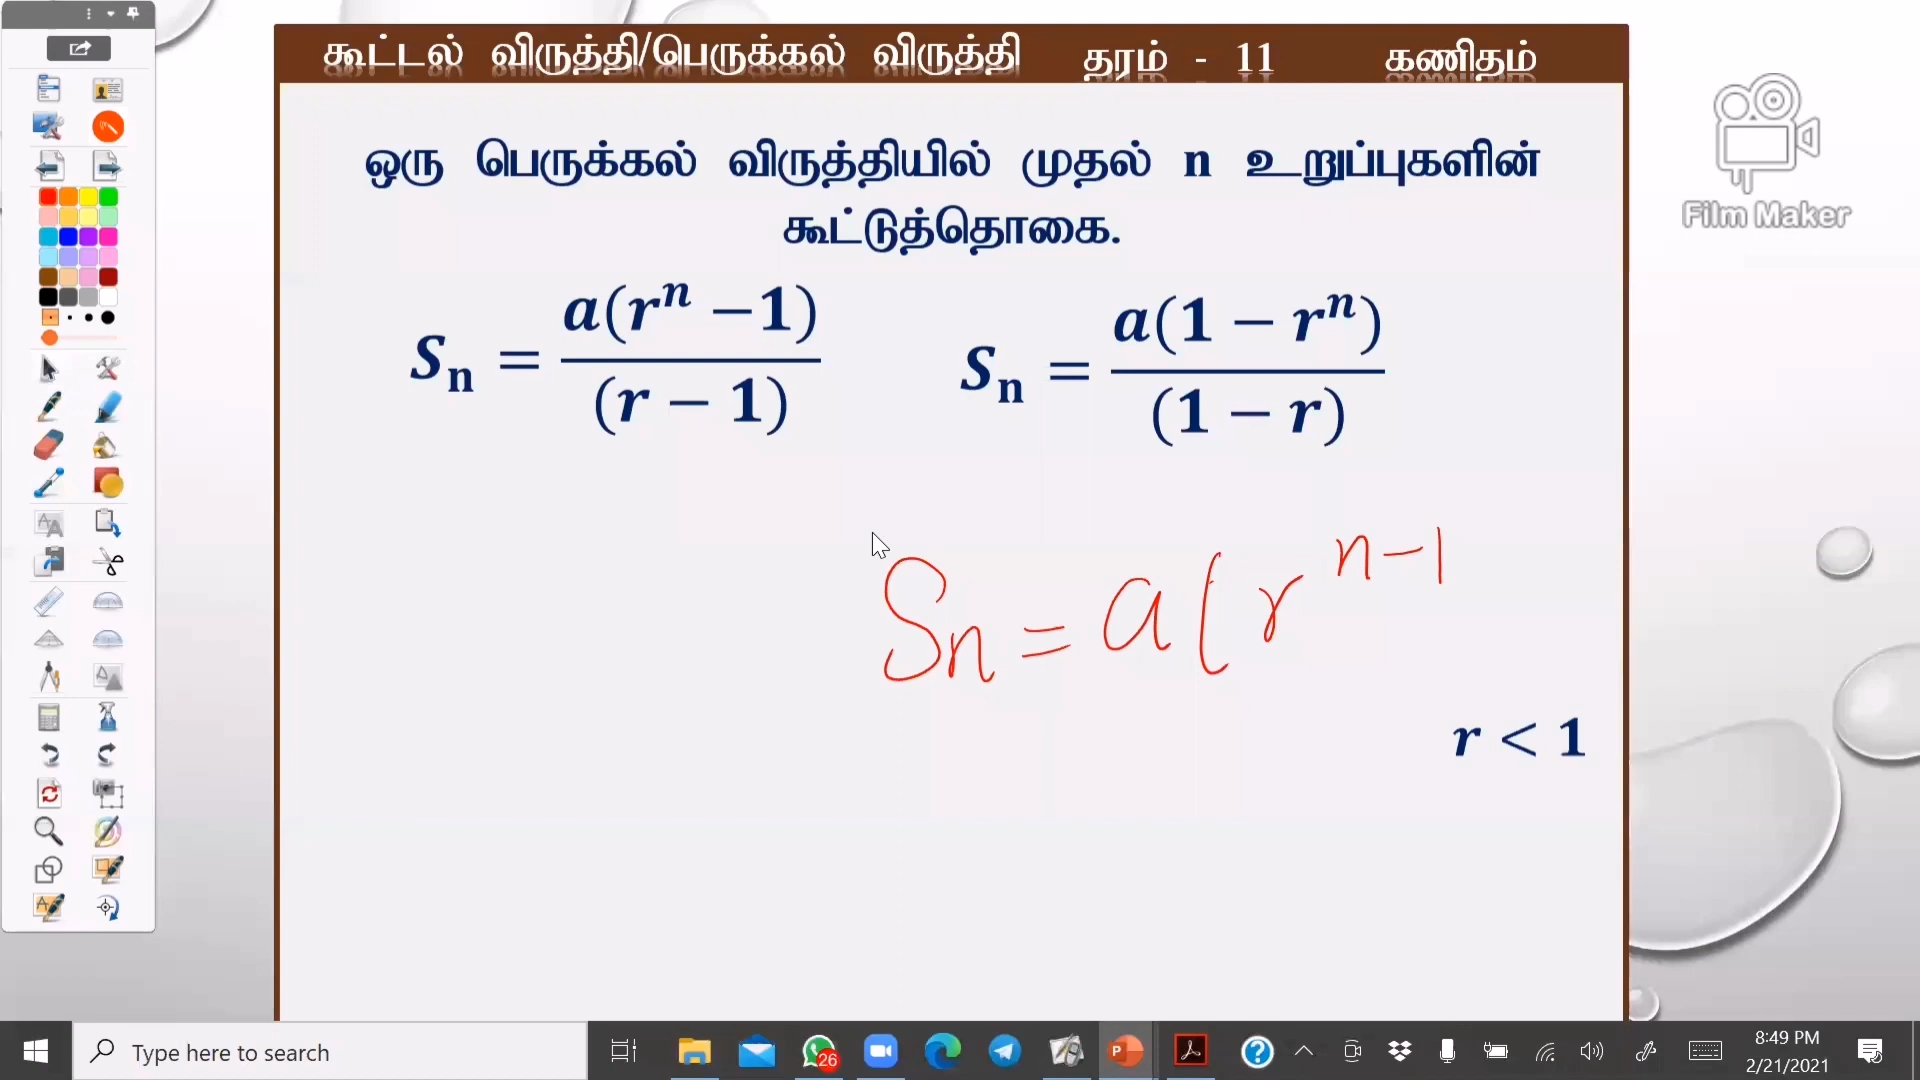 கூட்டல் விருத்தி/பெருக்கல் விருத்தி தரம் - 11 கணிதம்
ஒரு பெருக்கல் விருத்தியில் முதல் n உறுப்புகளின்
கூட்டுத்தொகை.
Sn = a(r^n − 1) / (r − 1)
Sn = a(1 − r^n) / (1 − r)
Sn = a ( r^n−1
r < 1
Film Maker
Type here to search
26
8:49 PM
2/21/2021